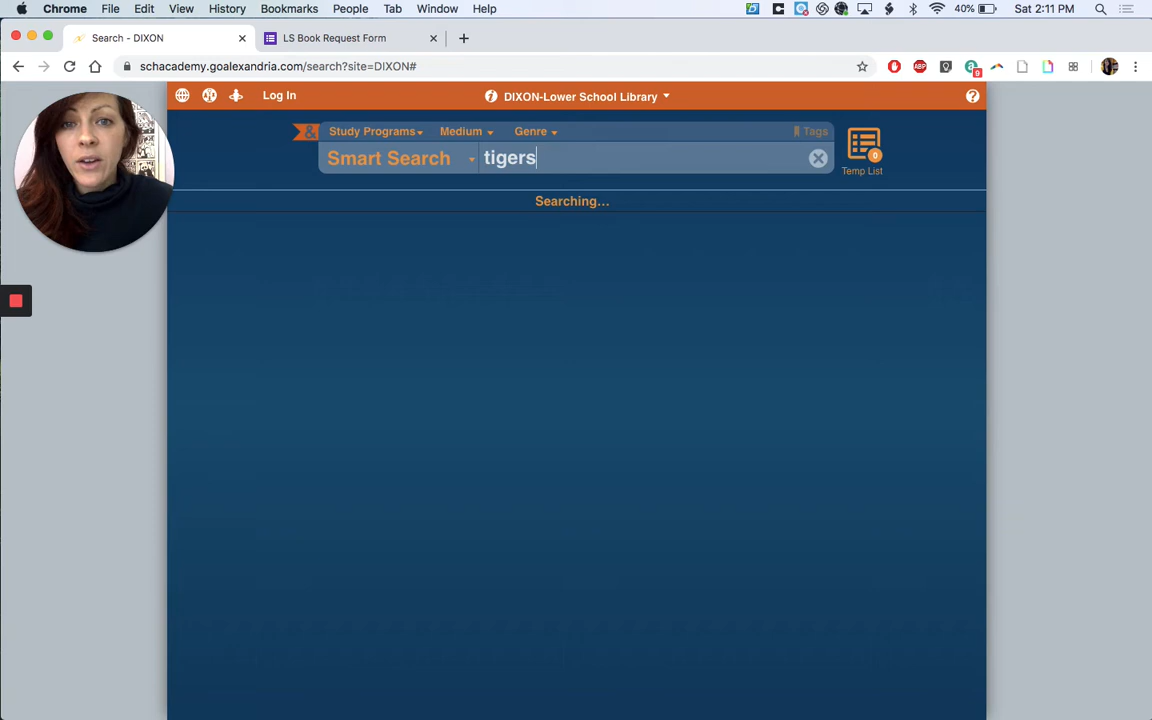 Chrome File Edit View History Bookmarks People Tab Window Help 40% Sat 2:11 PM
Search - DIXON LS Book Request Form
schacademy.goalexandria.com/search?site=DIXON# ABP 9
Log In DIXON-Lower School Library
& Study Programs Medium Genre Tags
Smart Search tigers 0
Temp List
Searching...